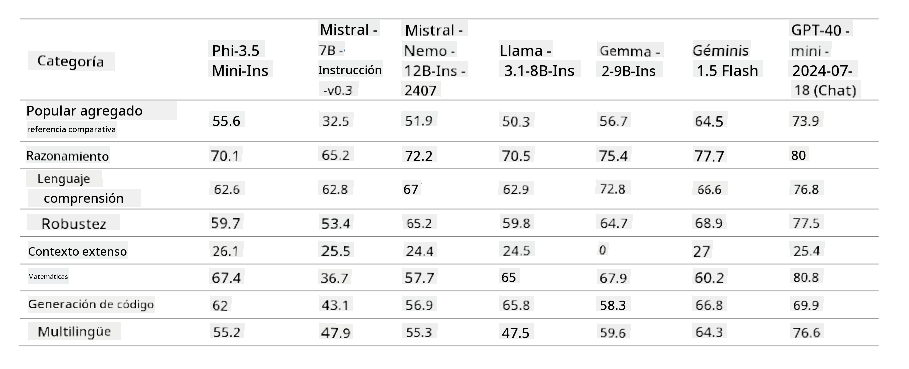 Categoría Phi-3.5 Mini-Ins Mistral - 7B - Instrucción -v0.3 Mistral - Nemo - 12B-Ins - 2407 Llama - 3.1-8B-Ins Gemma - 2-9B-Ins Géminis 1.5 Flash GPT-40 - mini - 2024-07- 18 (Chat)
Popular agregado referencia comparativa 55.6 32.5 51.9 50.3 56.7 64.5 73.9
Razonamiento 70.1 65.2 72.2 70.5 75.4 77.7 80
Lenguaje comprensión 62.6 62.8 67 62.9 72.8 66.6 76.8
Robustez 59.7 53.4 65.2 59.8 64.7 68.9 77.5
Contexto extenso 26.1 25.5 24.4 24.5 0 27 25.4
Matemáticas 67.4 36.7 57.7 65 67.9 60.2 80.8
Generación de código 62 43.1 56.9 65.8 58.3 66.8 69.9
Multilingüe 55.2 47.9 55.3 47.5 59.6 64.3 76.6